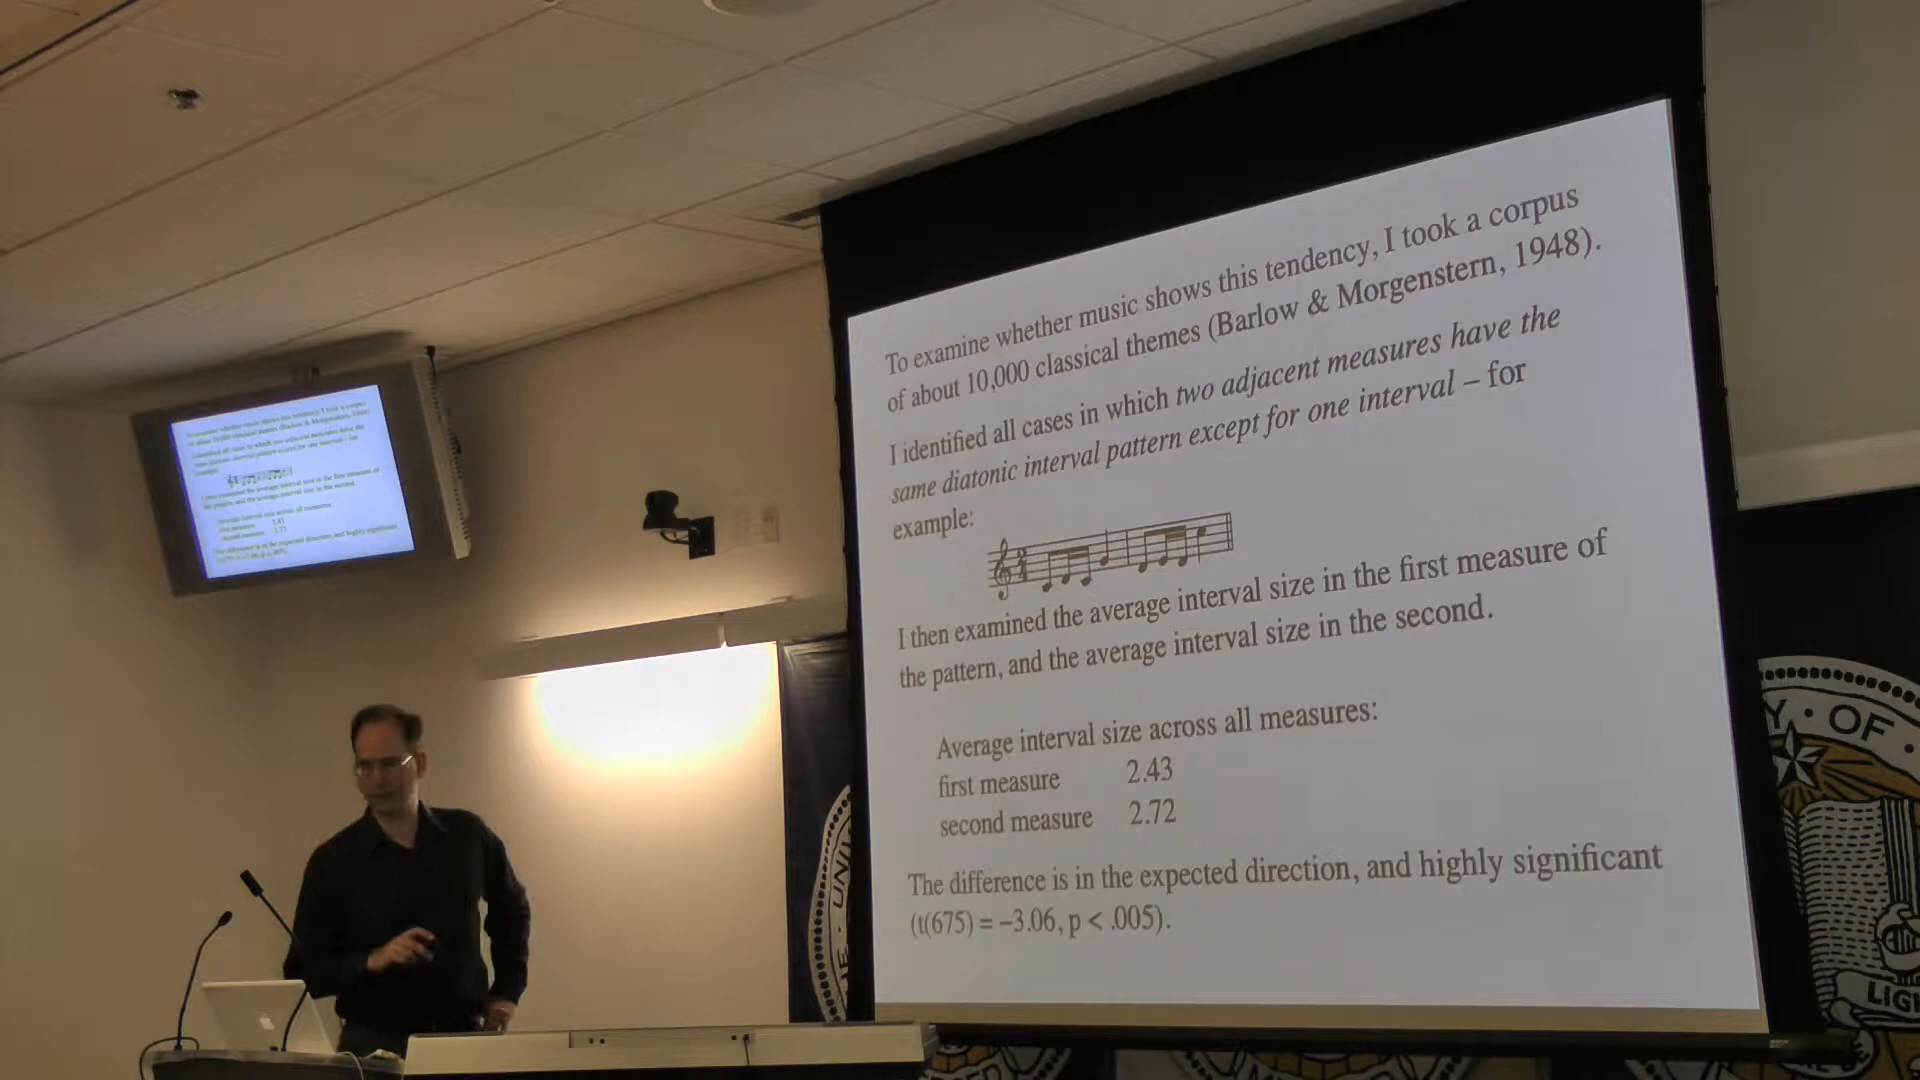 To examine whether music shows this tendency, I took a corpus
of about 10,000 classical themes (Barlow & Morgenstern, 1948).
I identified all cases in which two adjacent measures have the
same diatonic interval pattern except for one interval – for
example:
I then examined the average interval size in the first measure of
the pattern, and the average interval size in the second.
Average interval size across all measures:
first measure 2.43
second measure 2.72
The difference is in the expected direction, and highly significant
(t(675) = –3.06, p < .005).
Y · OF ·